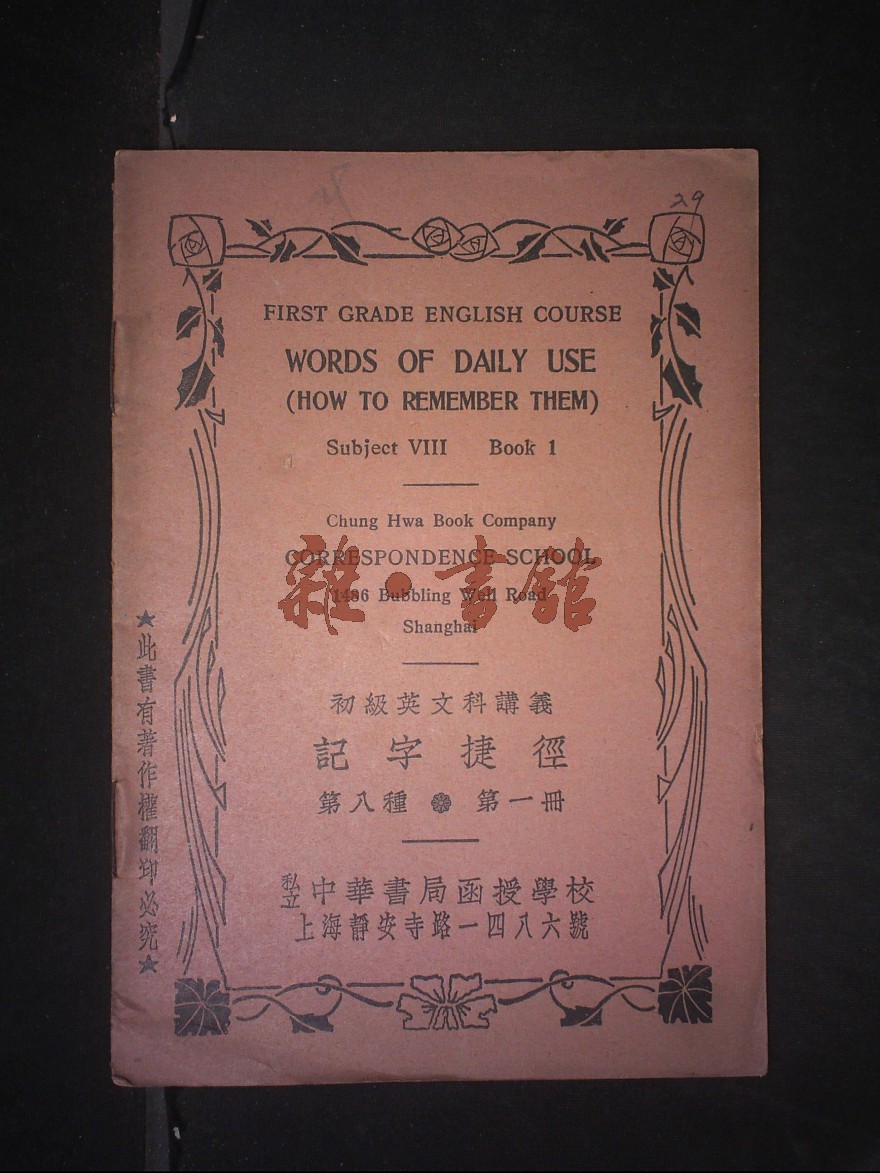 29
FIRST GRADE ENGLISH COURSE
WORDS OF DAILY USE
(HOW TO REMEMBER THEM)
Subject VIII Book 1
Chung Hwa Book Company
CORRESPONDENCE SCHOOL
1486 Bubbling Well Road
Shanghai
雜·書館
初級英文科講義
記字捷徑
第八種 第一冊
私立中華書局函授學校
上海靜安寺路一四八六號
★此書有著作權翻印必究★